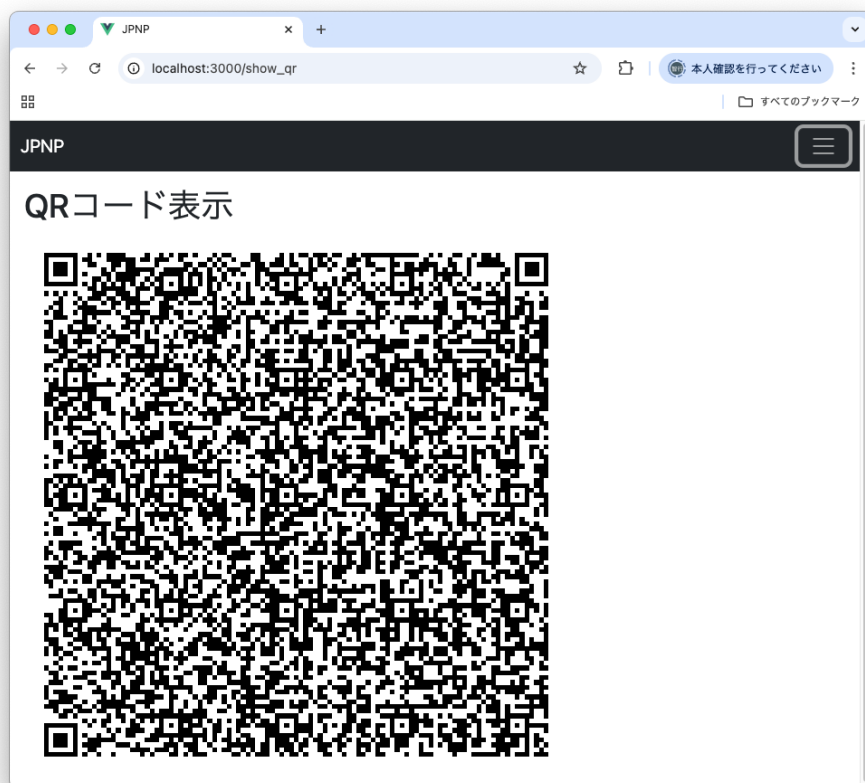 JPNP
localhost:3000/show_qr
本人確認を行ってください
すべてのブックマーク
JPNP
QRコード表示